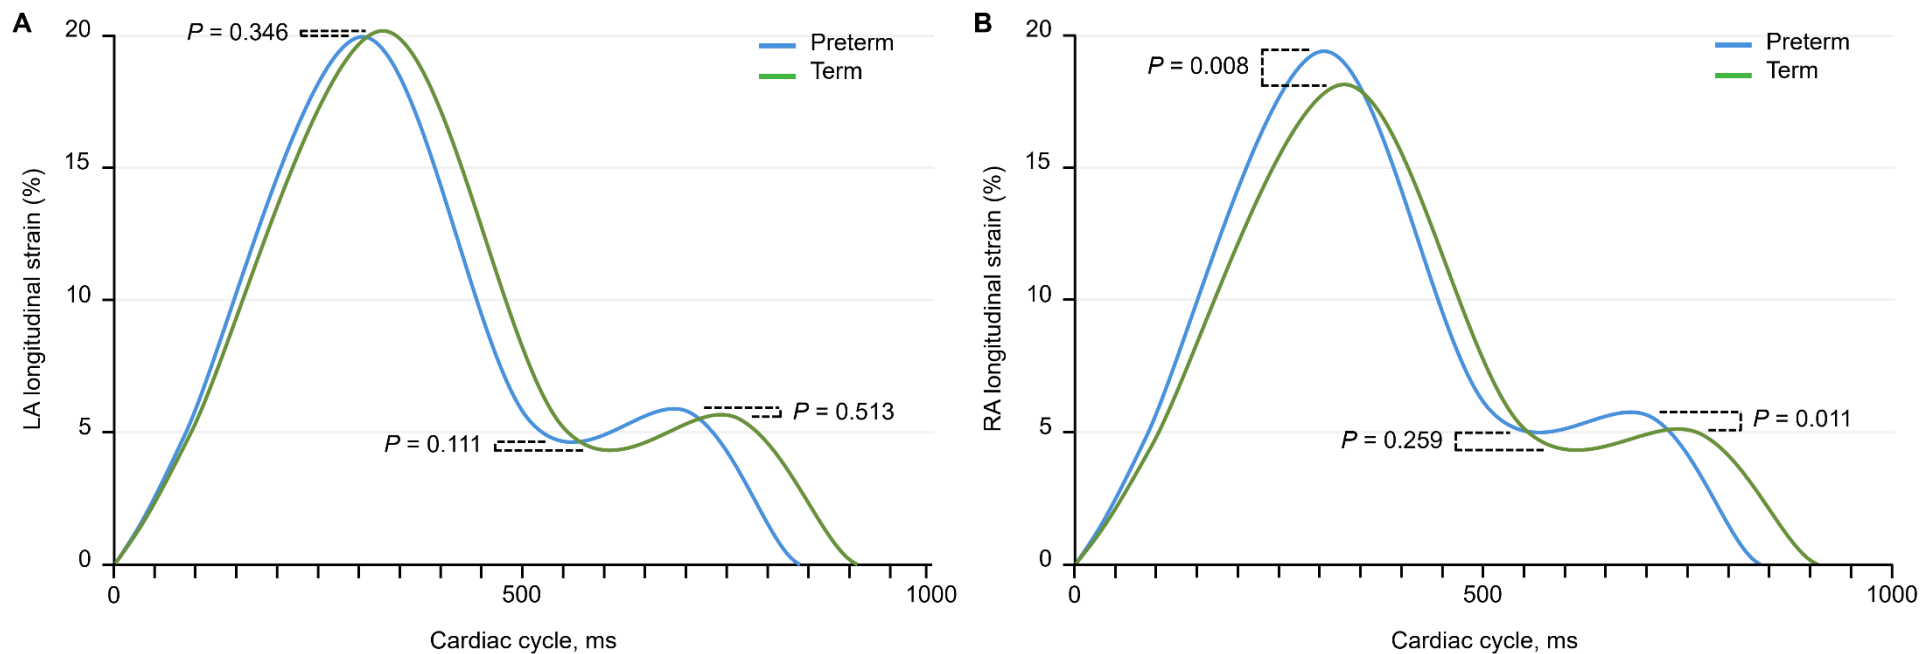 A
P = 0.346
Preterm
Term
20
15
10
5
0
LA longitudinal strain (%)
P = 0.111
P = 0.513
0
500
1000
Cardiac cycle, ms
B
P = 0.008
Preterm
Term
20
15
10
5
0
RA longitudinal strain (%)
P = 0.259
P = 0.011
0
500
1000
Cardiac cycle, ms